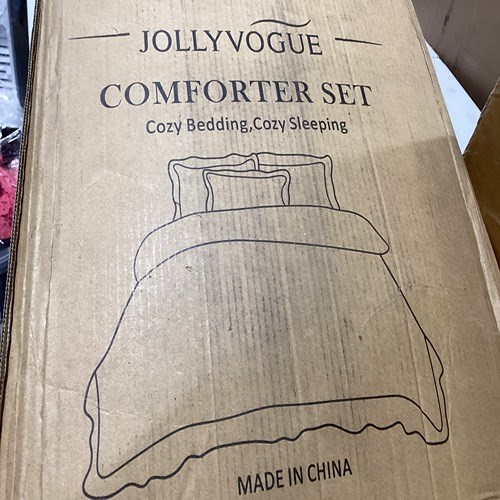 JOLLYVOGUE
COMFORTER SET
Cozy Bedding,Cozy Sleeping
MADE IN CHINA